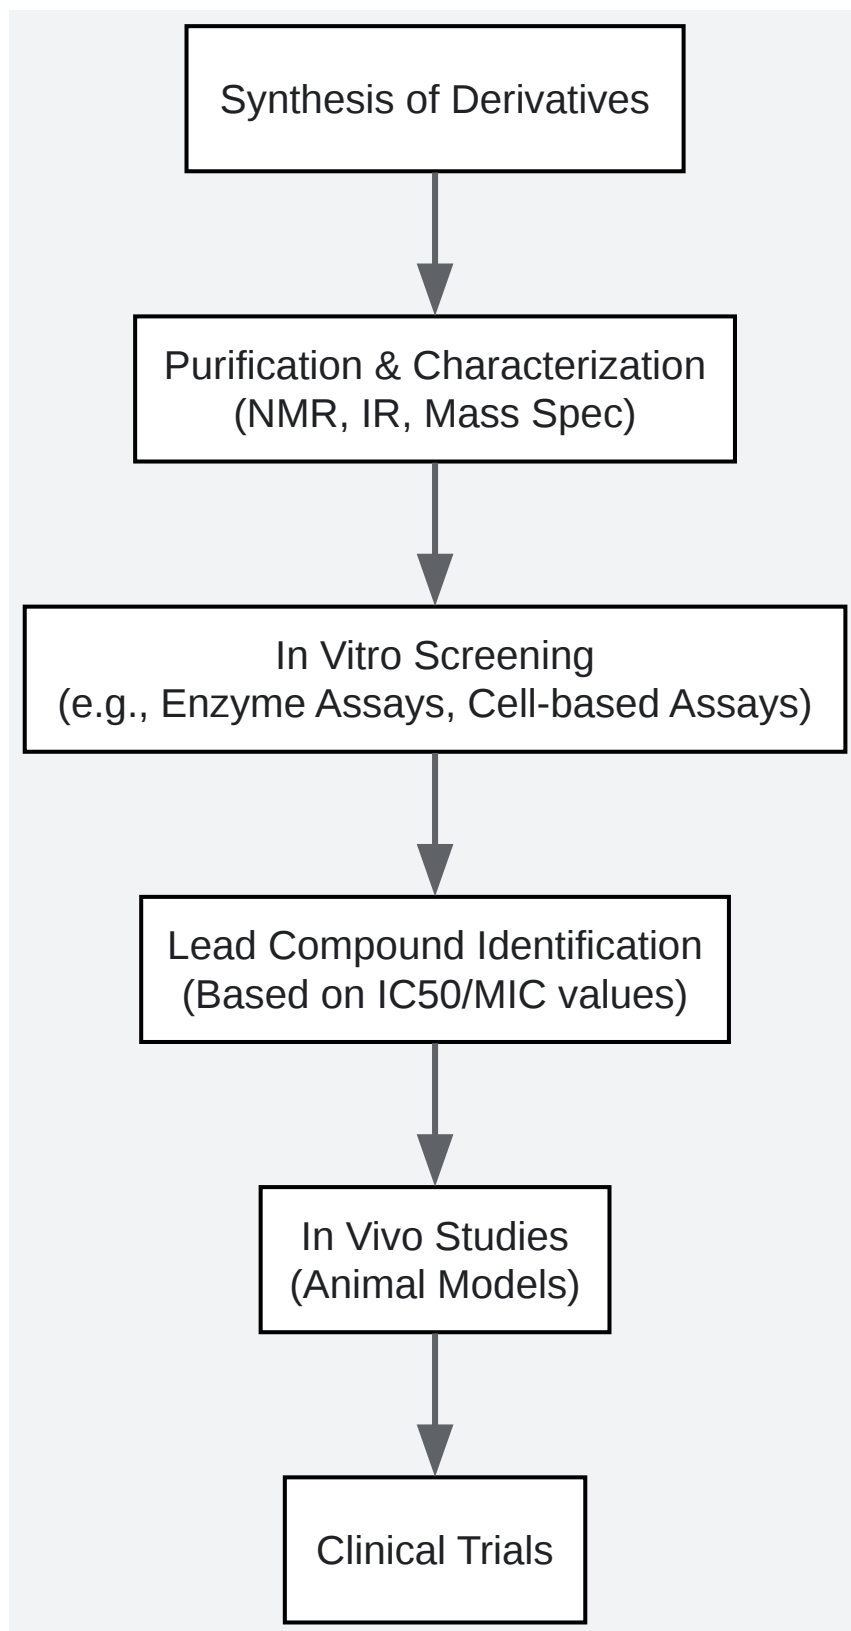 Synthesis of Derivatives
Purification & Characterization
(NMR, IR, Mass Spec)
In Vitro Screening
(e.g., Enzyme Assays, Cell-based Assays)
Lead Compound Identification
(Based on IC50/MIC values)
In Vivo Studies
(Animal Models)
Clinical Trials